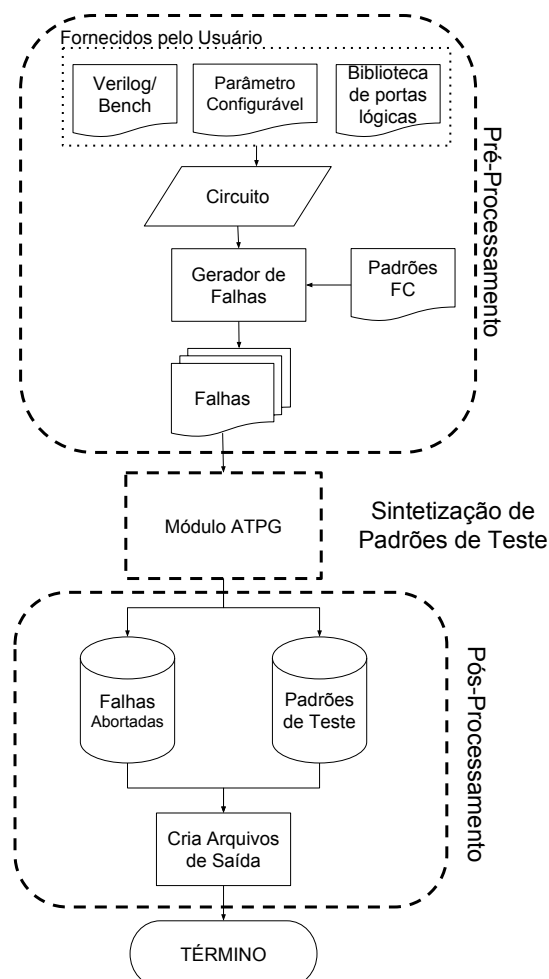 Fornecidos pelo Usuário
Verilog/
Bench
Parâmetro
Configurável
Biblioteca
de portas
lógicas
Pré-Processamento
Circuito
Gerador de
Falhas
Padrões
FC
Falhas
Módulo ATPG
Sintetização de
Padrões de Teste
Pós-Processamento
Falhas
Abortadas
Padrões
de Teste
Cria Arquivos
de Saída
TÉRMINO